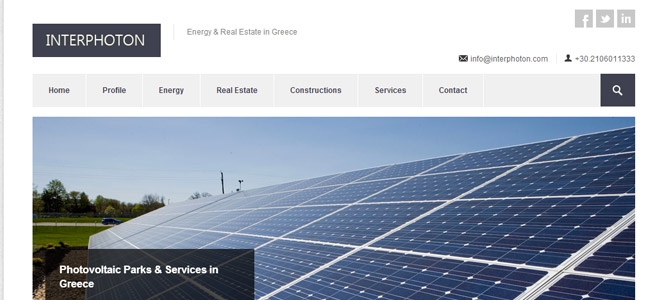 INTERPHOTON
Energy & Real Estate in Greece
info@interphoton.com
+30.2106011333
Home
Profile
Energy
Real Estate
Constructions
Services
Contact
Photovoltaic Parks & Services in
Greece